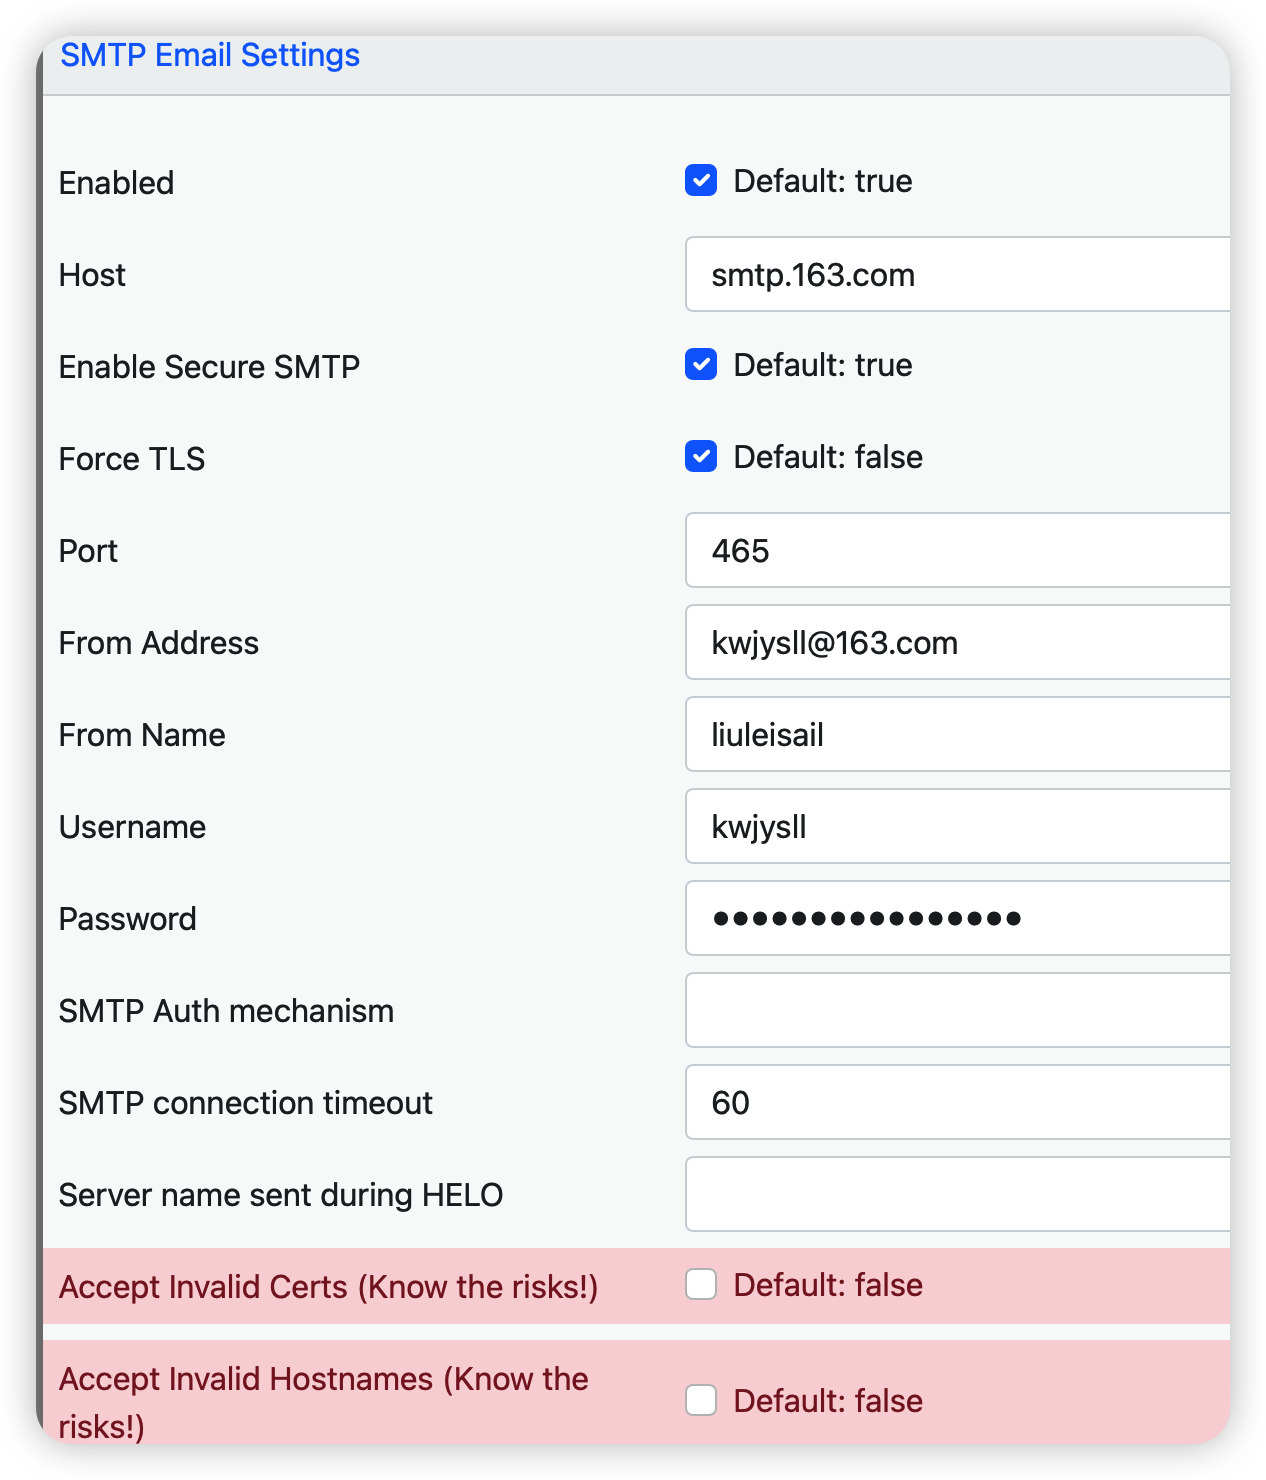 SMTP Email Settings
Enabled
Default: true
Host
smtp.163.com
Enable Secure SMTP
Default: true
Force TLS
Default: false
Port
465
From Address
kwjysll@163.com
From Name
liuleisail
Username
kwjysll
Password
••••••••••••••••
SMTP Auth mechanism
SMTP connection timeout
60
Server name sent during HELO
Accept Invalid Certs (Know the risks!)
Default: false
Accept Invalid Hostnames (Know the
risks!)
Default: false